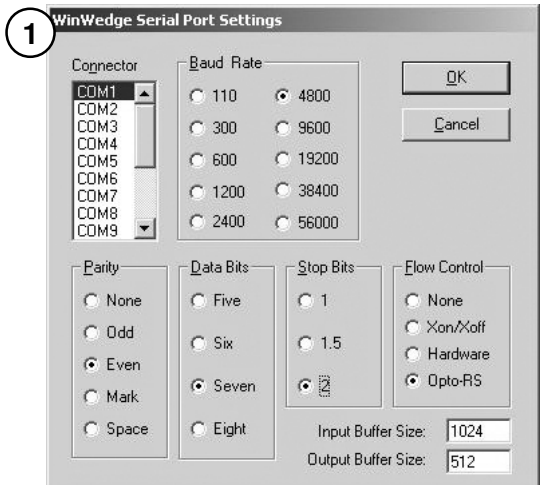 1
WinWedge Serial Port Settings
Connector
COM1
COM2
COM3
COM4
COM5
COM6
COM7
COM8
COM9
Baud Rate
110
4800
300
9600
600
19200
1200
38400
2400
56000
OK
Cancel
Parity
None
Odd
Even
Mark
Space
Data Bits
Five
Six
Seven
Eight
Stop Bits
1
1.5
2
Flow Control
None
Xon/Xoff
Hardware
Opto-RS
Input Buffer Size: 1024
Output Buffer Size: 512